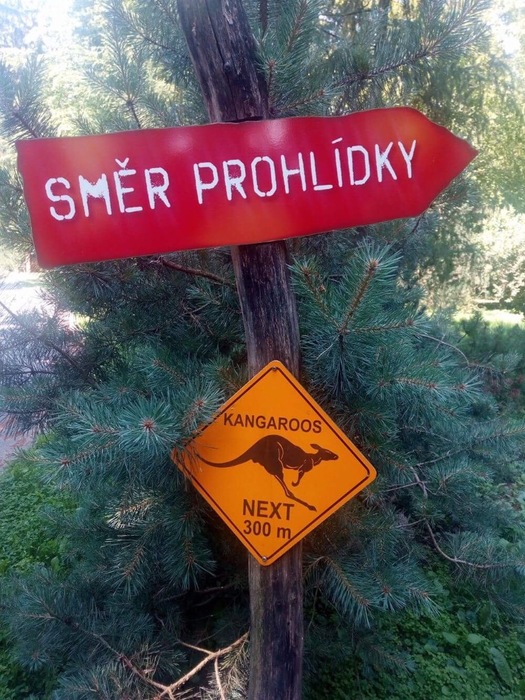 SMĚR PROHLÍDKY
KANGAROOS
NEXT
300 m